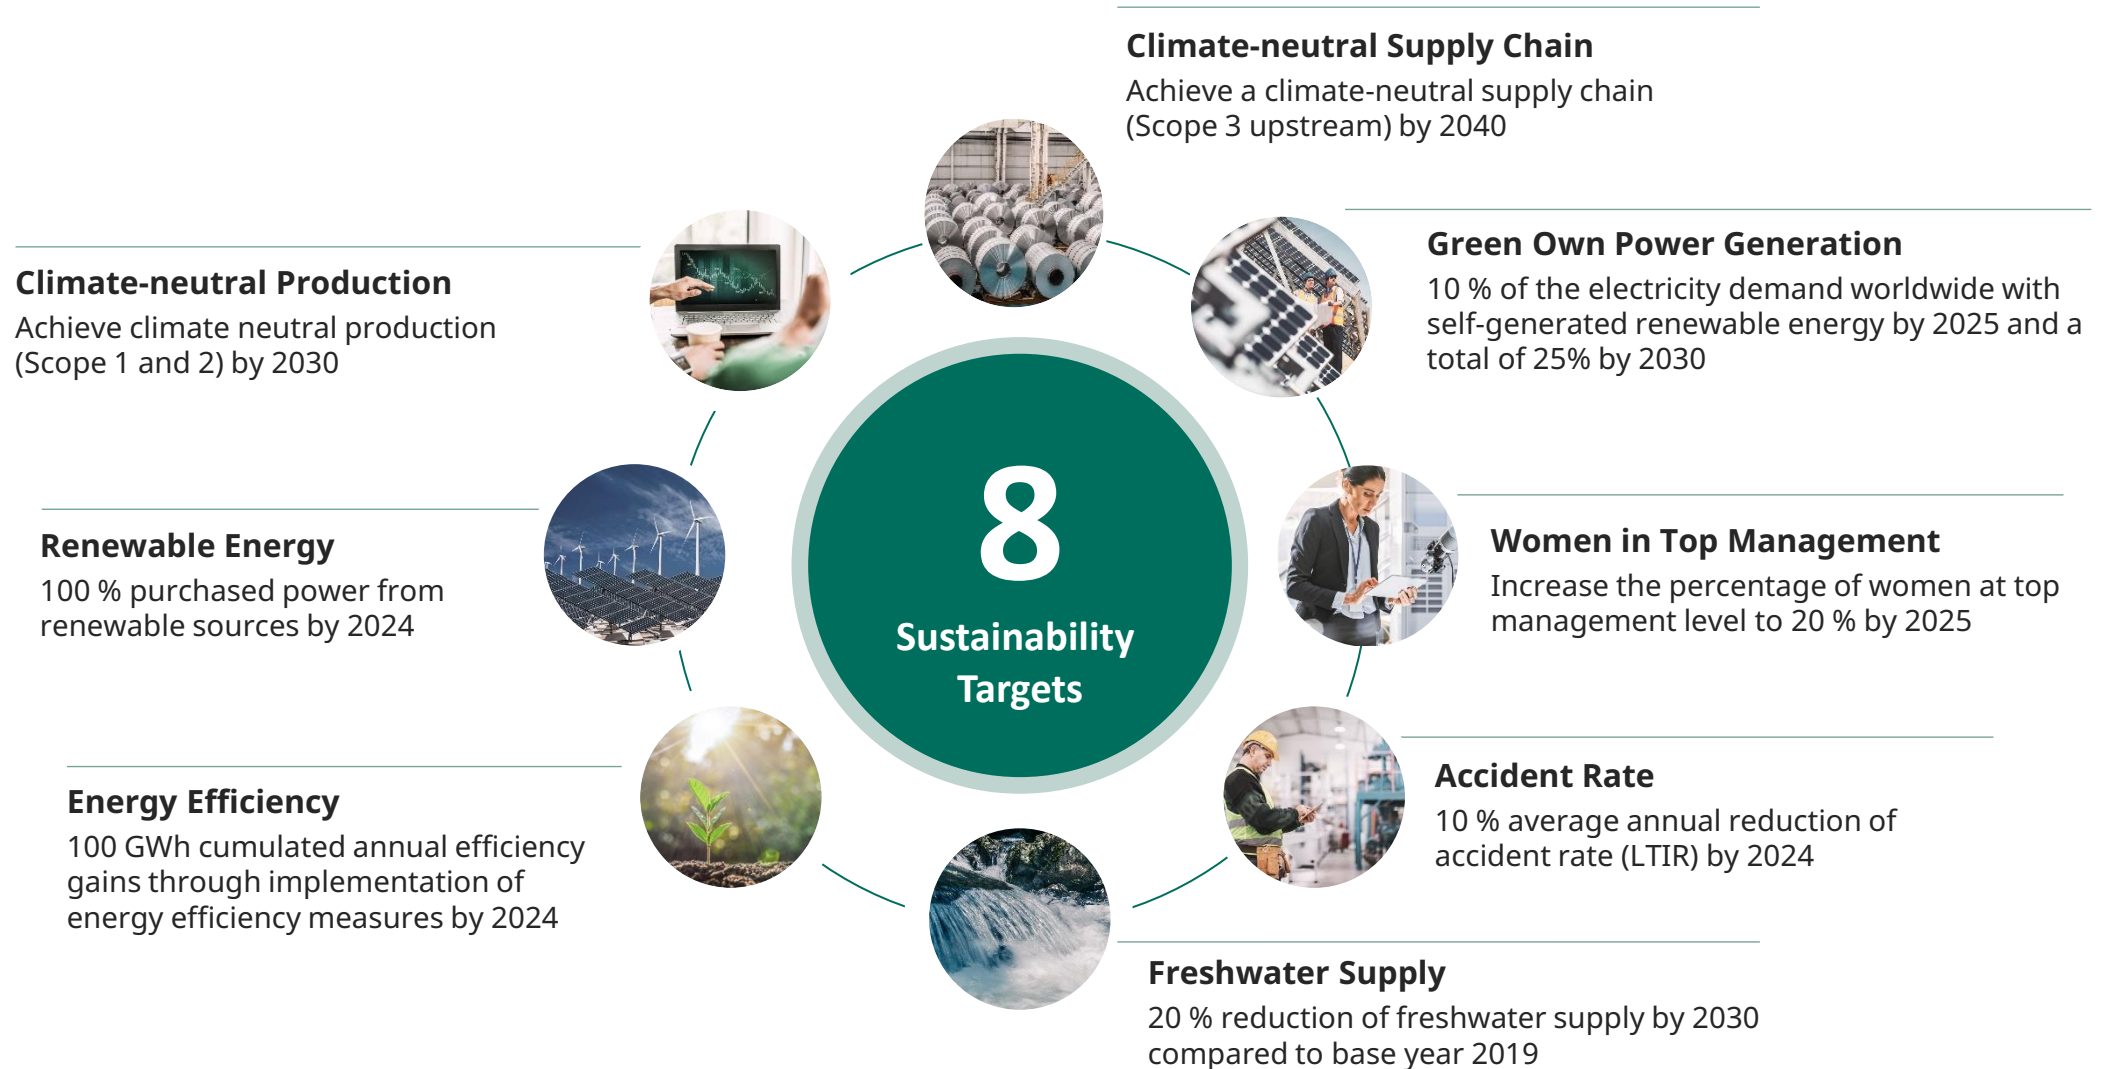 Climate-neutral Supply Chain
Achieve a climate-neutral supply chain
(Scope 3 upstream) by 2040
Green Own Power Generation
10 % of the electricity demand worldwide with
self-generated renewable energy by 2025 and a
total of 25% by 2030
Climate-neutral Production
Achieve climate neutral production
(Scope 1 and 2) by 2030
8
Sustainability
Targets
Women in Top Management
Increase the percentage of women at top
management level to 20 % by 2025
Renewable Energy
100 % purchased power from
renewable sources by 2024
Accident Rate
10 % average annual reduction of
accident rate (LTIR) by 2024
Energy Efficiency
100 GWh cumulated annual efficiency
gains through implementation of
energy efficiency measures by 2024
Freshwater Supply
20 % reduction of freshwater supply by 2030
compared to base year 2019